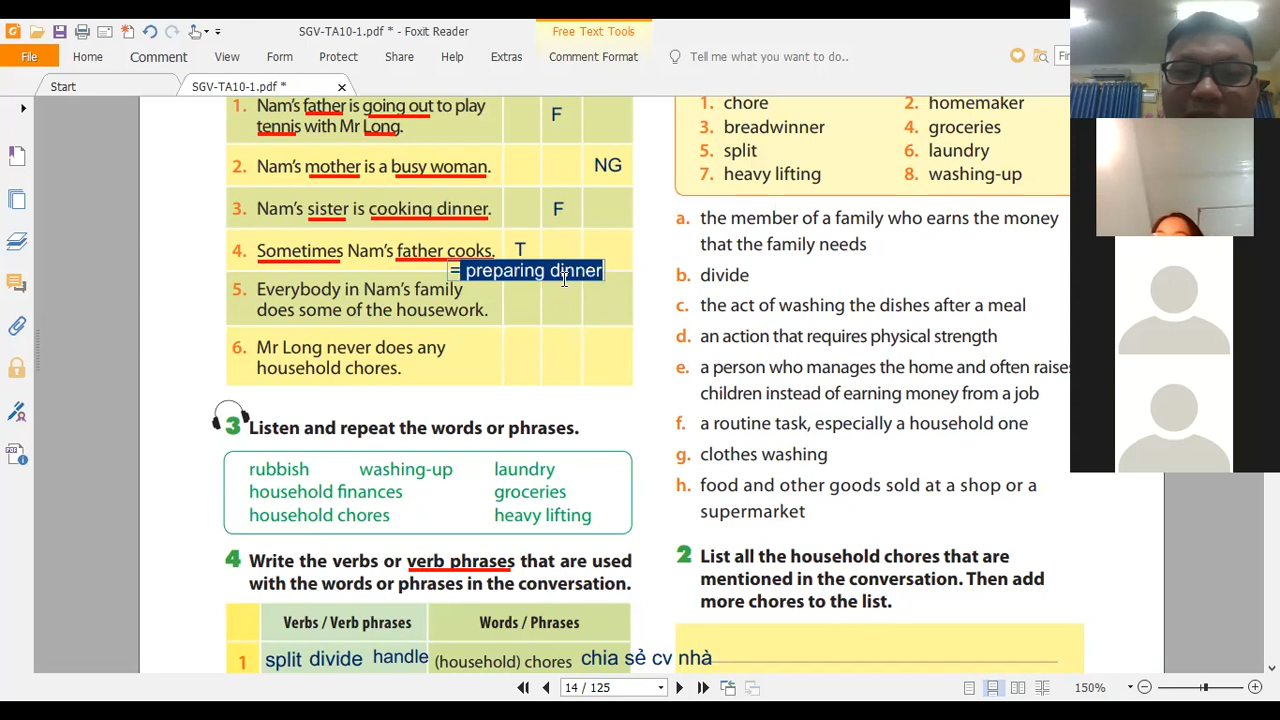 SGV-TA10-1.pdf * - Foxit Reader
Free Text Tools
File
Home
Comment
View
Form
Protect
Share
Help
Extras
Comment Format
Tell me what you want to do..
Start
SGV-TA10-1.pdf *
1. Nam's father is going out to play
tennis with Mr Long.
F
2. Nam's mother is a busy woman.
NG
3. Nam's sister is cooking dinner.
F
4. Sometimes Nam's father cooks.
T
= preparing dinner
5. Everybody in Nam's family
does some of the housework.
6. Mr Long never does any
household chores.
3 Listen and repeat the words or phrases.
rubbish washing-up laundry
household finances groceries
household chores heavy lifting
4 Write the verbs or verb phrases that are used
with the words or phrases in the conversation.
Verbs / Verb phrases Words / Phrases
1 split divide handle (household) chores chia sẻ cv nhà
1. chore 2. homemaker
3. breadwinner 4. groceries
5. split 6. laundry
7. heavy lifting 8. washing-up
a. the member of a family who earns the money
that the family needs
b. divide
c. the act of washing the dishes after a meal
d. an action that requires physical strength
e. a person who manages the home and often raises
children instead of earning money from a job
f. a routine task, especially a household one
g. clothes washing
h. food and other goods sold at a shop or a
supermarket
2 List all the household chores that are
mentioned in the conversation. Then add
more chores to the list.
14 / 125
150%